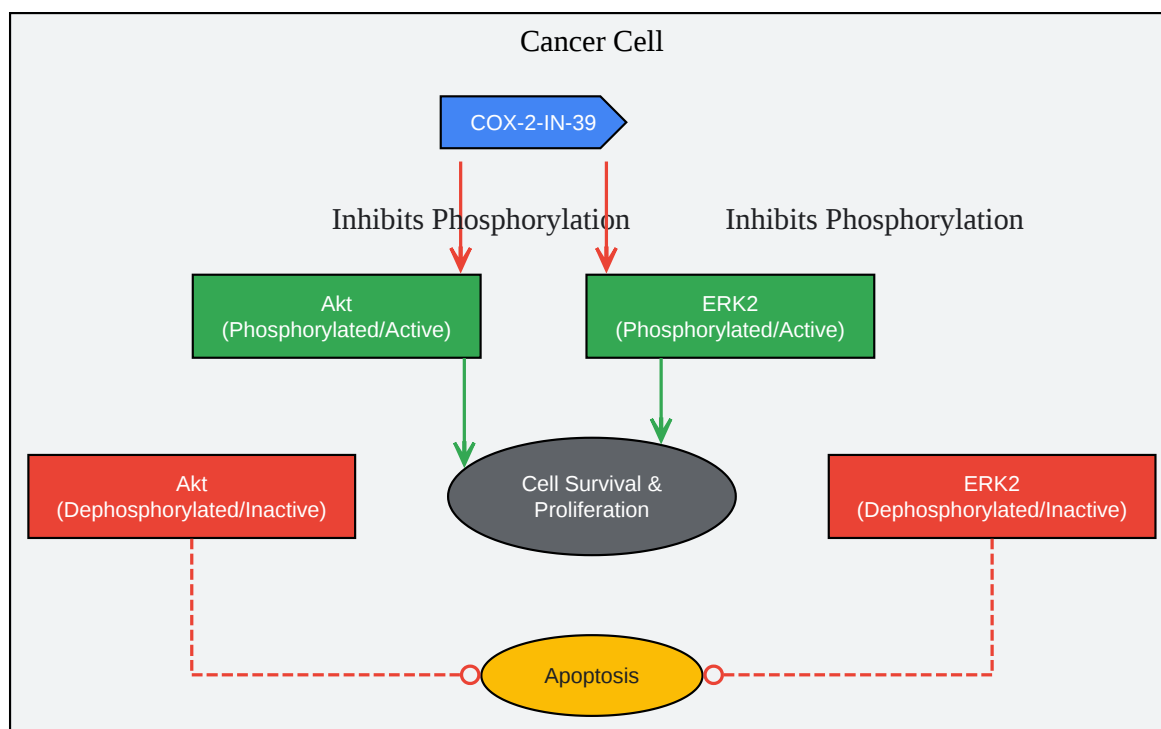 Cancer Cell
COX-2-IN-39
Inhibits Phosphorylation
Inhibits Phosphorylation
Akt
(Phosphorylated/Active)
ERK2
(Phosphorylated/Active)
Akt
(Dephosphorylated/Inactive)
Cell Survival &
Proliferation
ERK2
(Dephosphorylated/Inactive)
Apoptosis